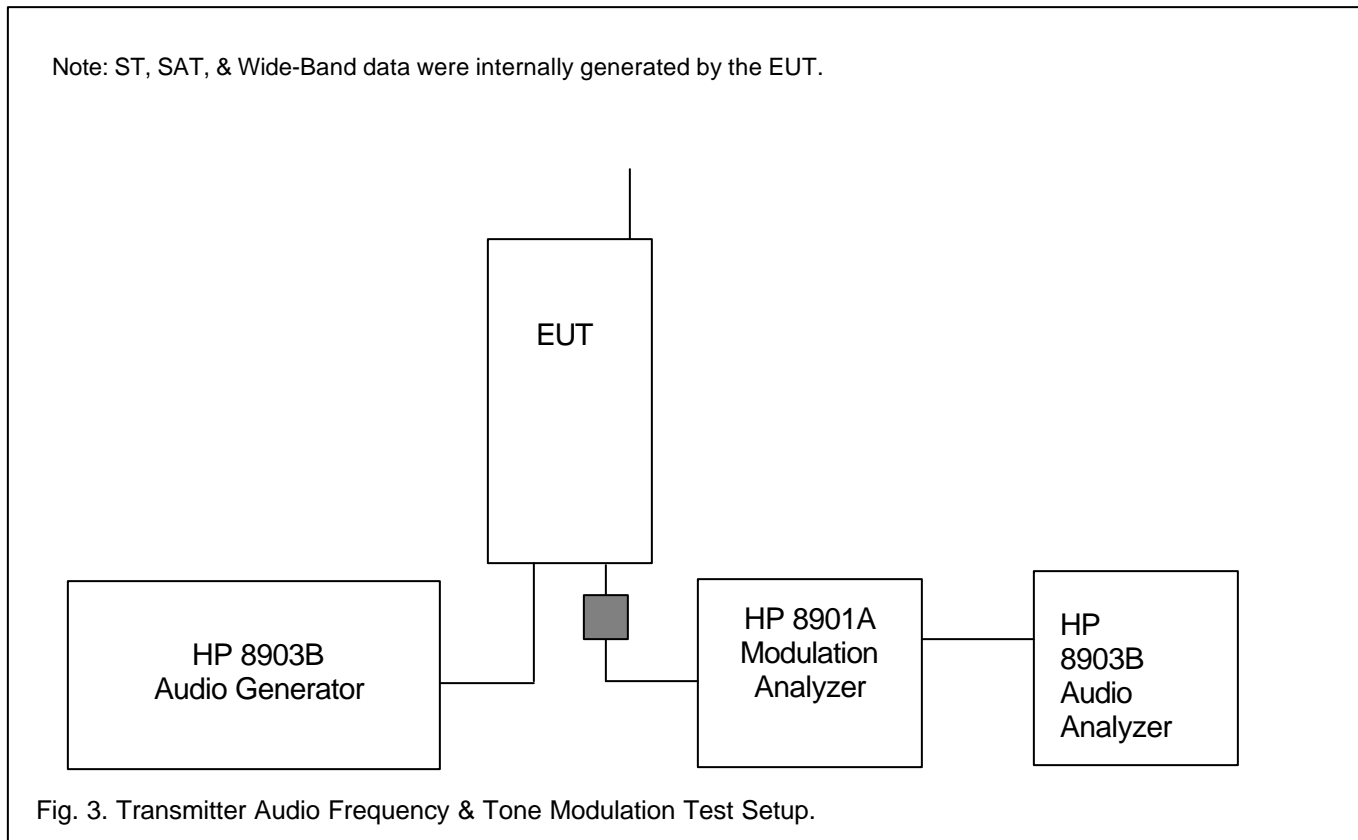 Note: ST, SAT, & Wide-Band data were internally generated by the EUT.
EUT
HP 8903B
Audio Generator
HP 8901A
Modulation
Analyzer
HP
8903B
Audio
Analyzer
Fig. 3. Transmitter Audio Frequency & Tone Modulation Test Setup.